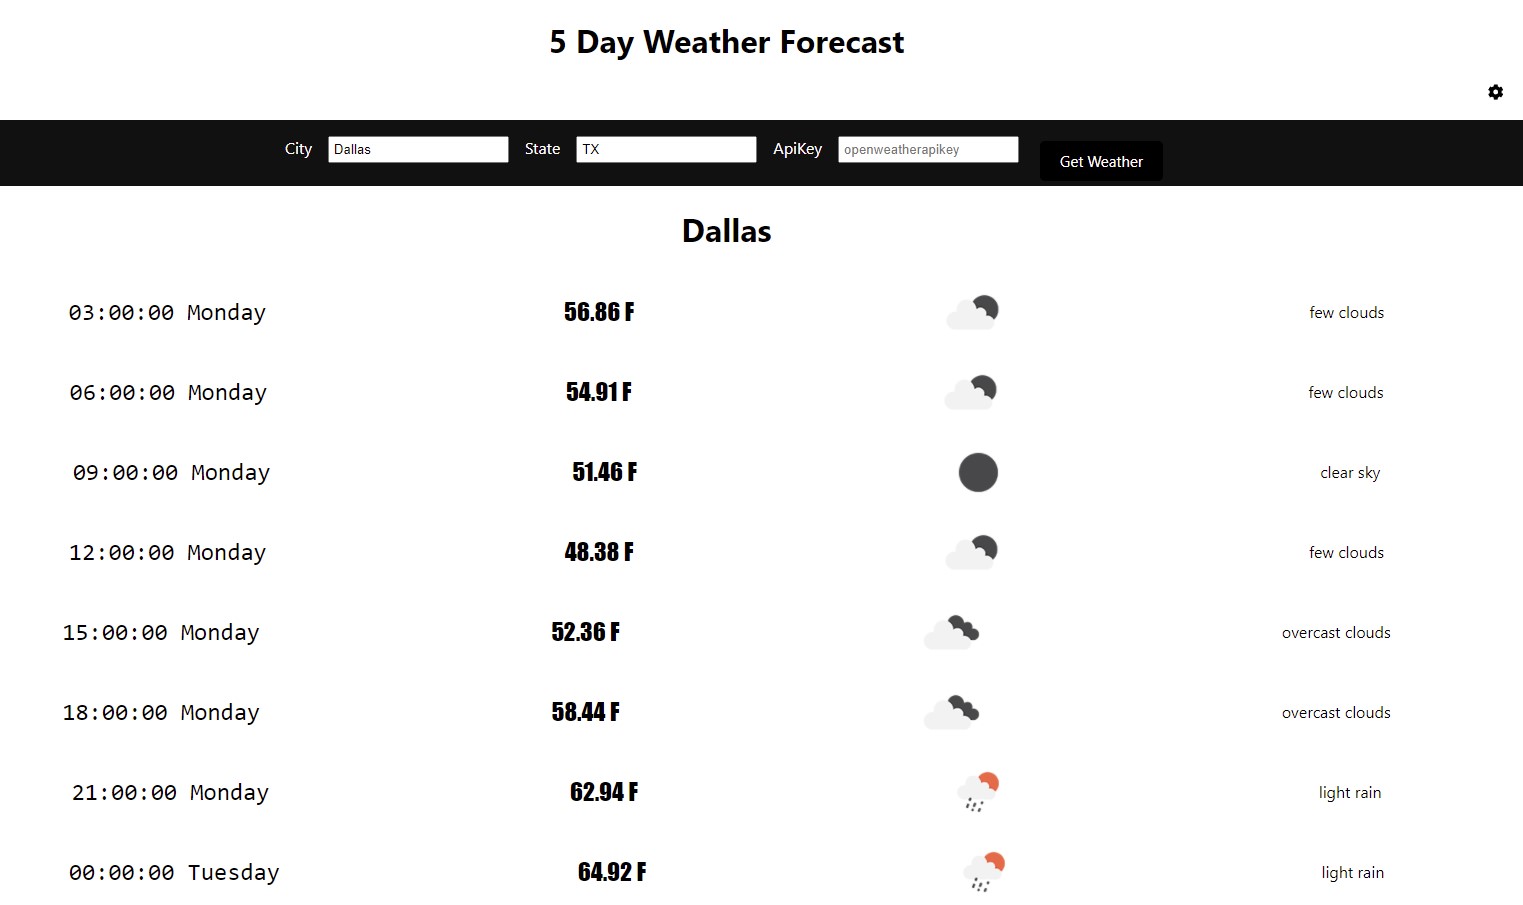 5 Day Weather Forecast
City Dallas State TX ApiKey openweatherapikey Get Weather
Dallas
03:00:00 Monday 56.86 F few clouds
06:00:00 Monday 54.91 F few clouds
09:00:00 Monday 51.46 F clear sky
12:00:00 Monday 48.38 F few clouds
15:00:00 Monday 52.36 F overcast clouds
18:00:00 Monday 58.44 F overcast clouds
21:00:00 Monday 62.94 F light rain
00:00:00 Tuesday 64.92 F light rain